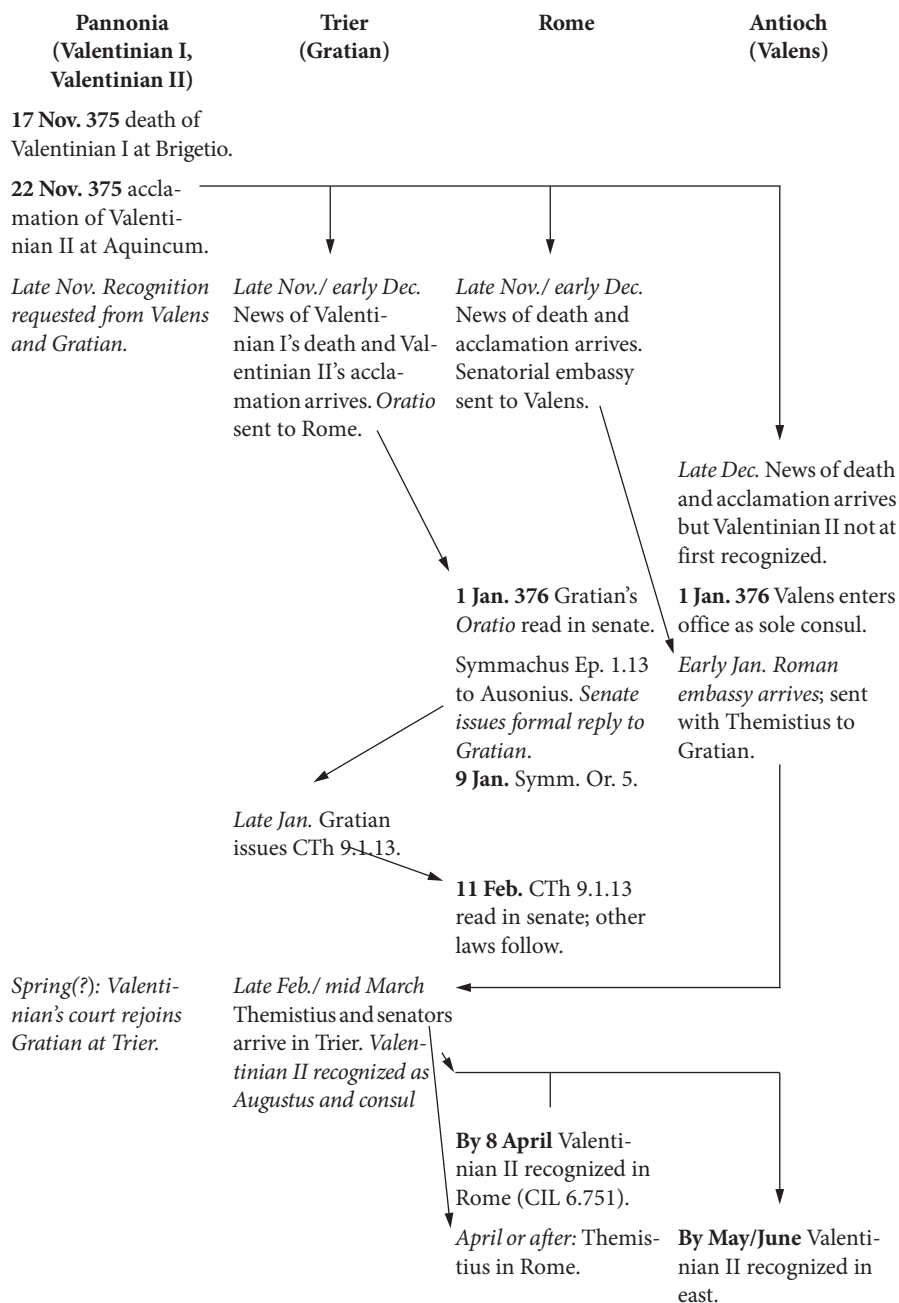 Pannonia
(Valentinian I,
Valentinian II)
Trier
(Gratian)
Rome
Antioch
(Valens)
17 Nov. 375 death of
Valentinian I at Brigetio.
22 Nov. 375 accla-
mation of Valenti-
nian II at Aquincum.
Late Nov. Recognition
requested from Valens
and Gratian.
Late Nov./ early Dec.
News of Valenti-
nian I's death and Val-
entinian II's accla-
mation arrives. Oratio
sent to Rome.
Late Nov./ early Dec.
News of death and
acclamation arrives.
Senatorial embassy
sent to Valens.
Late Dec. News of death
and acclamation arrives
but Valentinian II not at
first recognized.
1 Jan. 376 Gratian's
Oratio read in senate.
1 Jan. 376 Valens enters
office as sole consul.
Symmachus Ep. 1.13
to Ausonius. Senate
issues formal reply to
Gratian.
9 Jan. Symm. Or. 5.
Early Jan. Roman
embassy arrives; sent
with Themistius to
Gratian.
Late Jan. Gratian
issues CTh 9.1.13.
11 Feb. CTh 9.1.13
read in senate; other
laws follow.
Spring(?): Valenti-
nian's court rejoins
Gratian at Trier.
Late Feb./ mid March
Themistius and senators
arrive in Trier. Valen-
tinian II recognized as
Augustus and consul
By 8 April Valenti-
nian II recognized in
Rome (CIL 6.751).
April or after: Themis-
tius in Rome.
By May/June Valenti-
nian II recognized in
east.